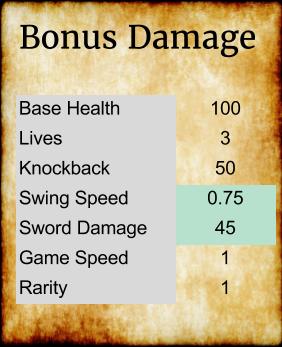 Bonus Damage
Base Health 100
Lives 3
Knockback 50
Swing Speed 0.75
Sword Damage 45
Game Speed 1
Rarity 1